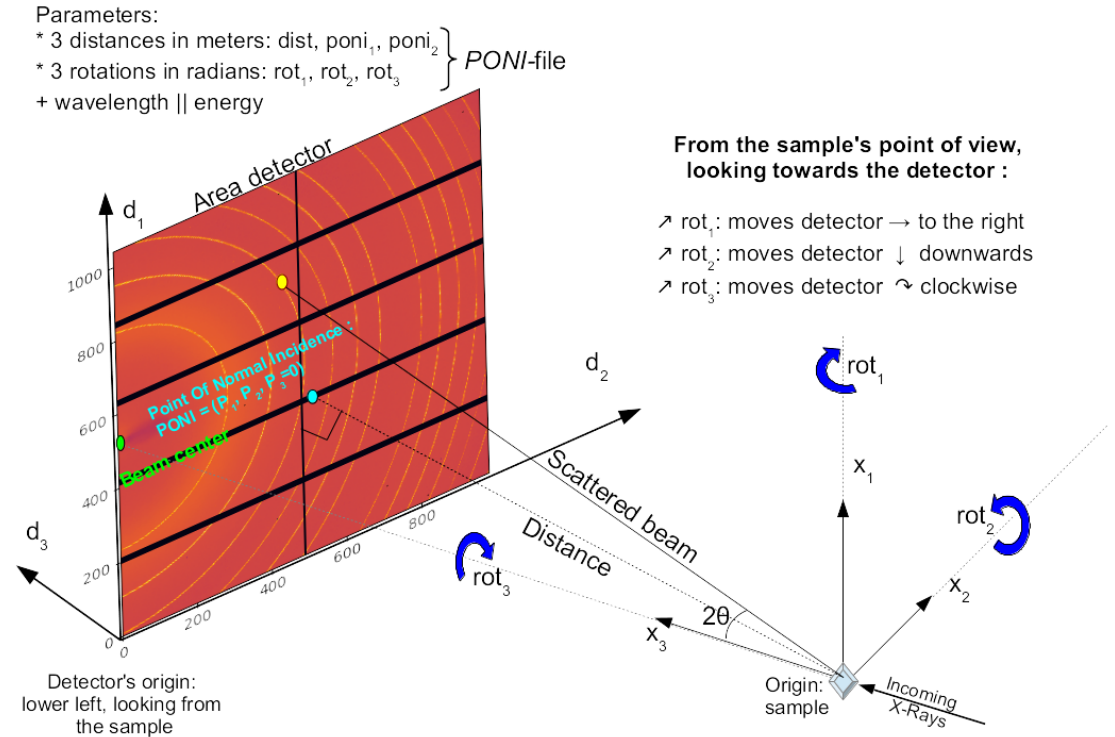 Parameters:
* 3 distances in meters: dist, poni₁, poni₂
* 3 rotations in radians: rot₁, rot₂, rot₃
PONI-file
+ wavelength || energy
From the sample's point of view,
looking towards the detector :
↗ rot₁: moves detector → to the right
↗ rot₂: moves detector ↓ downwards
↗ rot₃: moves detector ↷ clockwise
Area detector
d₁
1000
800
600
400
200
0
Point Of Normal Incidence :
PONI = (P₁, P₂, P₃=0)
Beam center
d₂
d₃
0
200
400
600
800
Scattered beam
Distance
rot₁
x₁
rot₂
x₂
rot₃
x₃
2θ
Origin:
sample
Incoming
X-Rays
Detector's origin:
lower left, looking from
the sample